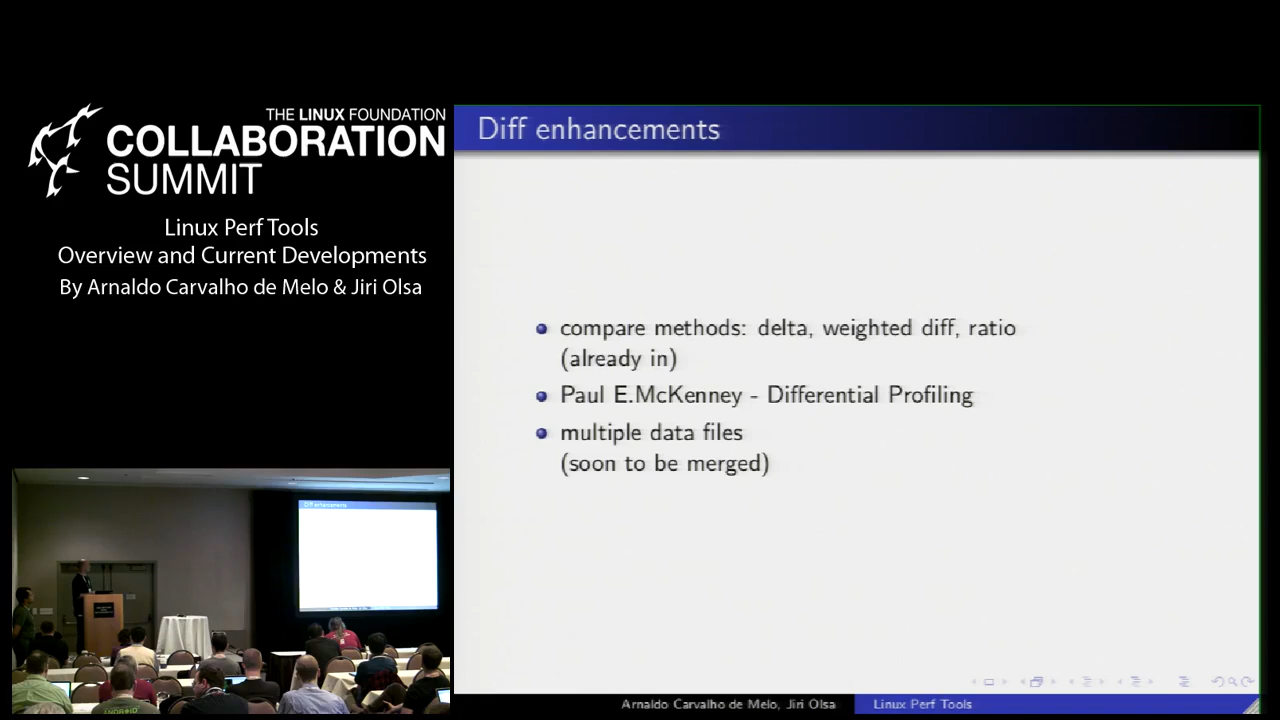 THE LINUX FOUNDATION
COLLABORATION
SUMMIT
Linux Perf Tools
Overview and Current Developments
By Arnaldo Carvalho de Melo & Jiri Olsa
Diff enhancements
compare methods: delta, weighted diff, ratio
(already in)
Paul E.McKenney - Differential Profiling
multiple data files
(soon to be merged)
Arnaldo Carvalho de Melo, Jiri Olsa
Linux Perf Tools
Diff enhancements